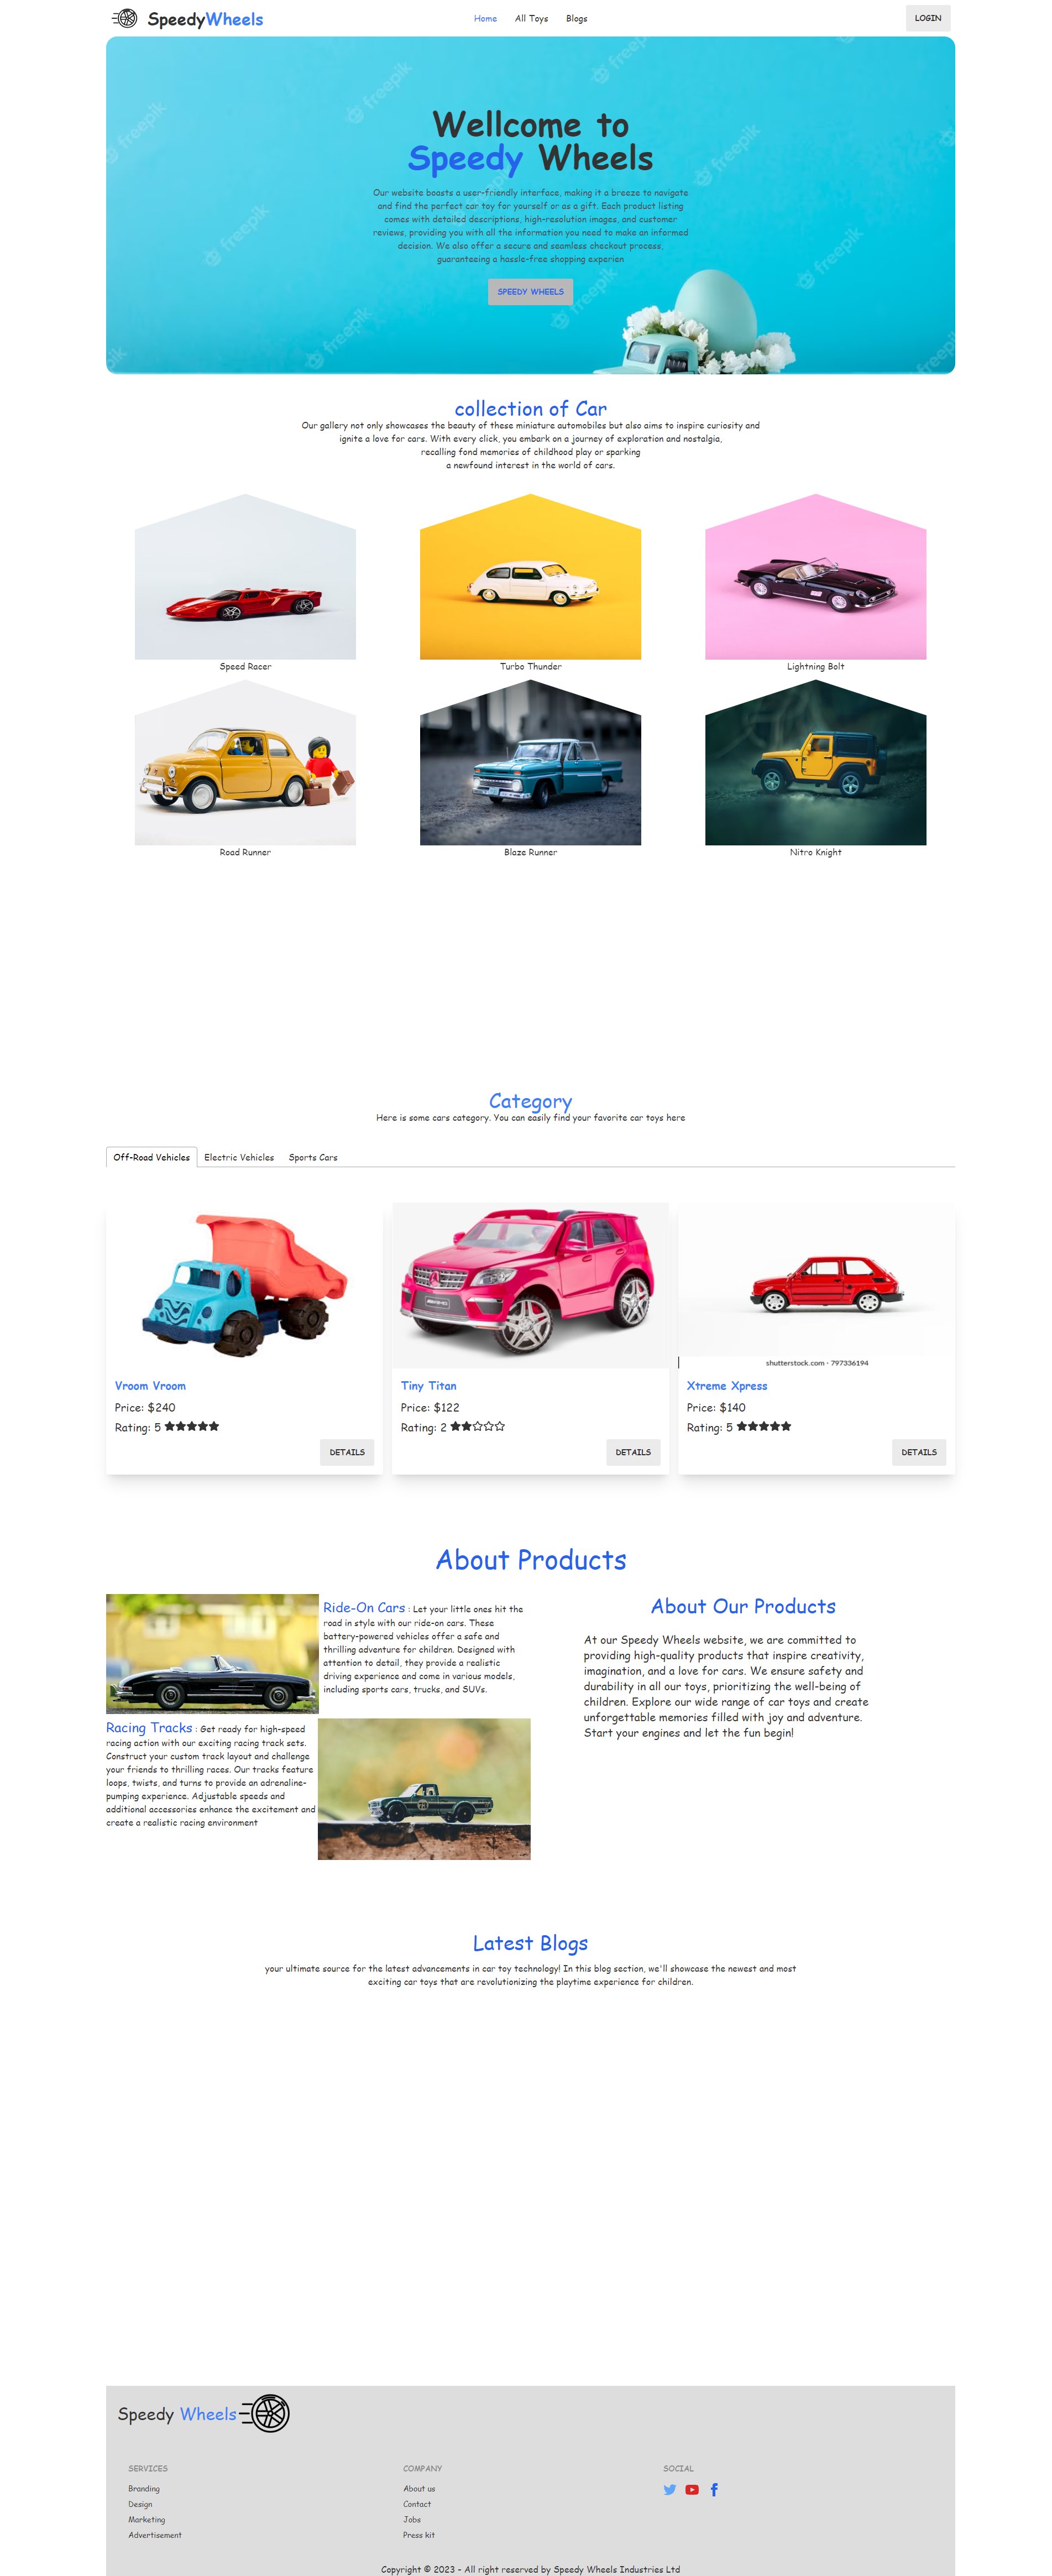 SpeedyWheels
Home
All Toys
Blogs
LOGIN
freepik
freepik
freepik
freepik
freepik
freepik
freepik
freepik
freepik
Wellcome to
Speedy Wheels
Our website boasts a user-friendly interface, making it a breeze to navigate
and find the perfect car toy for yourself or as a gift. Each product listing
comes with detailed descriptions, high-resolution images, and customer
reviews, providing you with all the information you need to make an informed
decision. We also offer a secure and seamless checkout process,
guaranteeing a hassle-free shopping experien
SPEEDY WHEELS
collection of Car
Our gallery not only showcases the beauty of these miniature automobiles but also aims to inspire curiosity and
ignite a love for cars. With every click, you embark on a journey of exploration and nostalgia,
recalling fond memories of childhood play or sparking
a newfound interest in the world of cars.
Speed Racer
Turbo Thunder
Lightning Bolt
Road Runner
Blaze Runner
Nitro Knight
Category
Here is some cars category. You can easily find your favorite car toys here
Off-Road Vehicles
Electric Vehicles
Sports Cars
shutterstock.com · 797336194
Vroom Vroom
Price: $240
Rating: 5
DETAILS
Tiny Titan
Price: $122
Rating: 2
DETAILS
Xtreme Xpress
Price: $140
Rating: 5
DETAILS
About Products
Ride-On Cars : Let your little ones hit the
road in style with our ride-on cars. These
battery-powered vehicles offer a safe and
thrilling adventure for children. Designed with
attention to detail, they provide a realistic
driving experience and come in various models,
including sports cars, trucks, and SUVs.
Racing Tracks : Get ready for high-speed
racing action with our exciting racing track sets.
Construct your custom track layout and challenge
your friends to thrilling races. Our tracks feature
loops, twists, and turns to provide an adrenaline-
pumping experience. Adjustable speeds and
additional accessories enhance the excitement and
create a realistic racing environment
About Our Products
At our Speedy Wheels website, we are committed to
providing high-quality products that inspire creativity,
imagination, and a love for cars. We ensure safety and
durability in all our toys, prioritizing the well-being of
children. Explore our wide range of car toys and create
unforgettable memories filled with joy and adventure.
Start your engines and let the fun begin!
Latest Blogs
your ultimate source for the latest advancements in car toy technology! In this blog section, we'll showcase the newest and most
exciting car toys that are revolutionizing the playtime experience for children.
Speedy Wheels
SERVICES
Branding
Design
Marketing
Advertisement
COMPANY
About us
Contact
Jobs
Press kit
SOCIAL
Copyright © 2023 - All right reserved by Speedy Wheels Industries Ltd